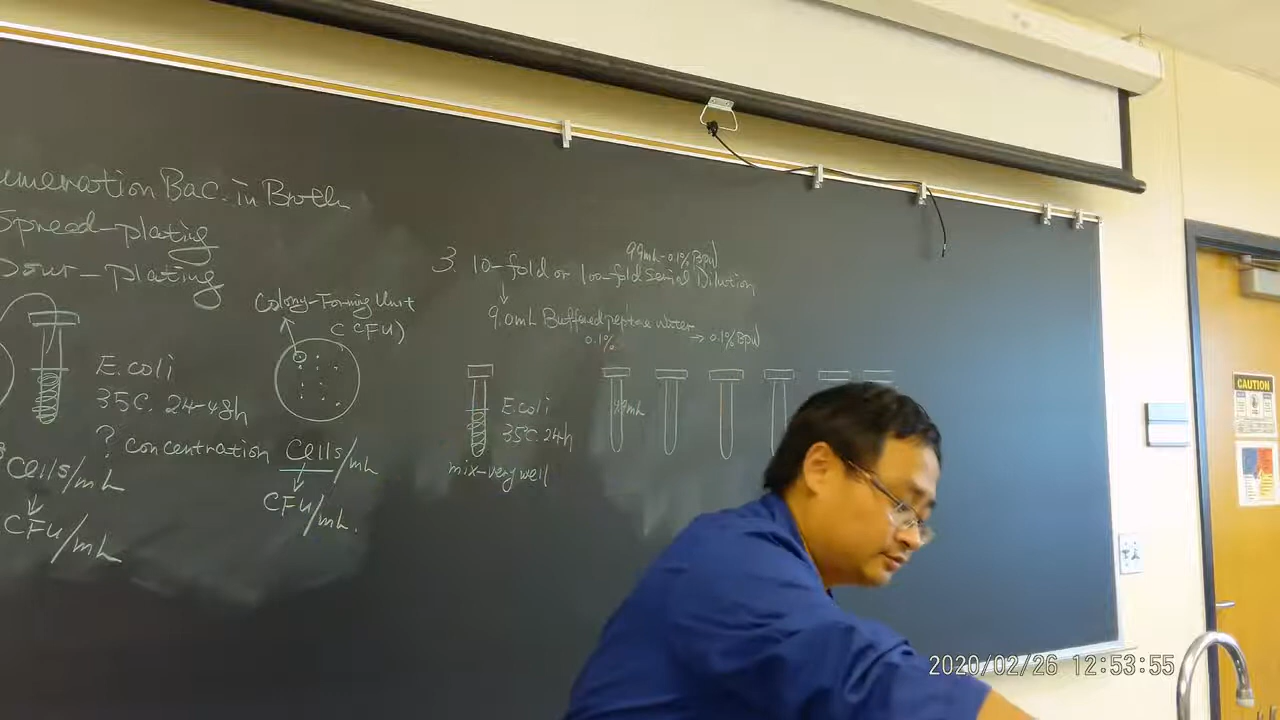 umeration Bac. in Broth
Spread-plating
Pour-plating
Colony-Forming Unit
(CFU)
E.coli
35C. 24-48h
? concentration Cells/mL
CFU/mL.
Cells/mL
CFU/mL
99mL-0.1% BPW
3. 10-fold or 100-fold Serial Dilution
9.0mL Buffered peptone water
0.1%
→ 0.1% BPW
E.coli
35C 24h
mix-very well
CAUTION
2020/02/26 12:53:55